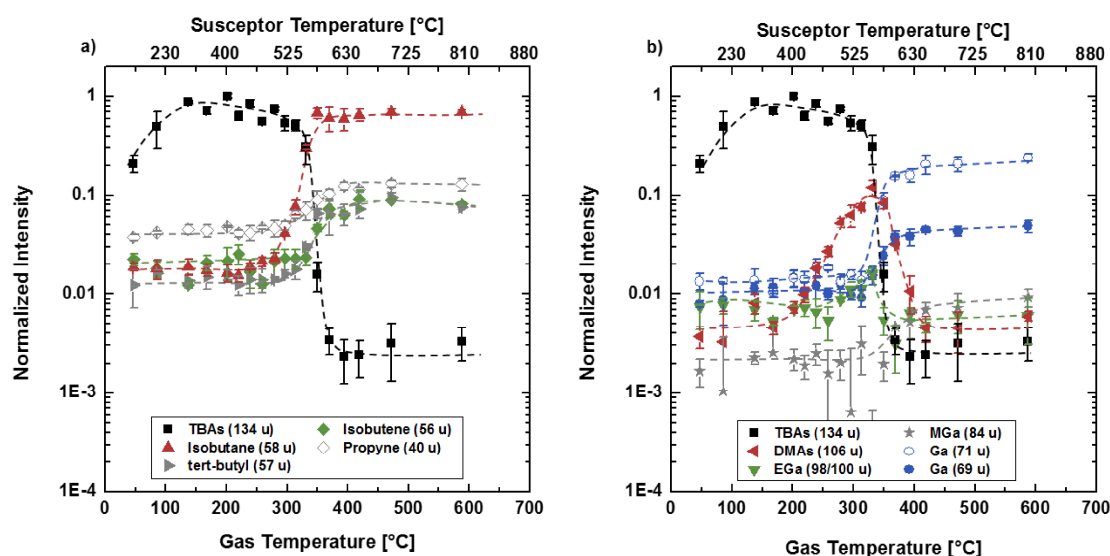 Susceptor Temperature [°C]
a)
230 400 525 630 725 810 880
Normalized Intensity
1
0.1
0.01
1E-3
1E-4
TBAs (134 u)
Isobutane (58 u)
tert-butyl (57 u)
Isobutene (56 u)
Propyne (40 u)
0 100 200 300 400 500 600 700
Gas Temperature [°C]
Susceptor Temperature [°C]
b)
230 400 525 630 725 810 880
Normalized Intensity
1
0.1
0.01
1E-3
1E-4
TBAs (134 u)
DMAs (106 u)
EGa (98/100 u)
MGa (84 u)
Ga (71 u)
Ga (69 u)
0 100 200 300 400 500 600 700
Gas Temperature [°C]